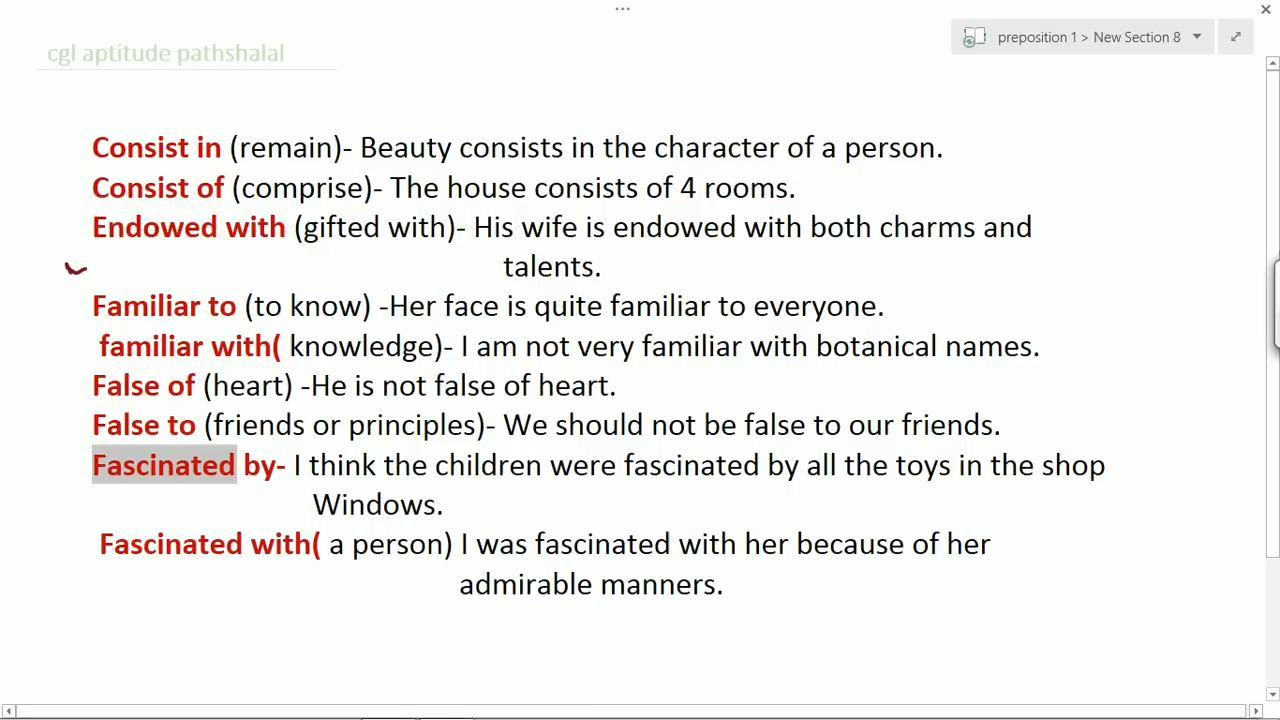 cgl aptitude pathshalal
preposition 1 > New Section 8
Consist in (remain)- Beauty consists in the character of a person.
Consist of (comprise)- The house consists of 4 rooms.
Endowed with (gifted with)- His wife is endowed with both charms and
talents.
Familiar to (to know) -Her face is quite familiar to everyone.
familiar with( knowledge)- I am not very familiar with botanical names.
False of (heart) -He is not false of heart.
False to (friends or principles)- We should not be false to our friends.
Fascinated by- I think the children were fascinated by all the toys in the shop
Windows.
Fascinated with( a person) I was fascinated with her because of her
admirable manners.